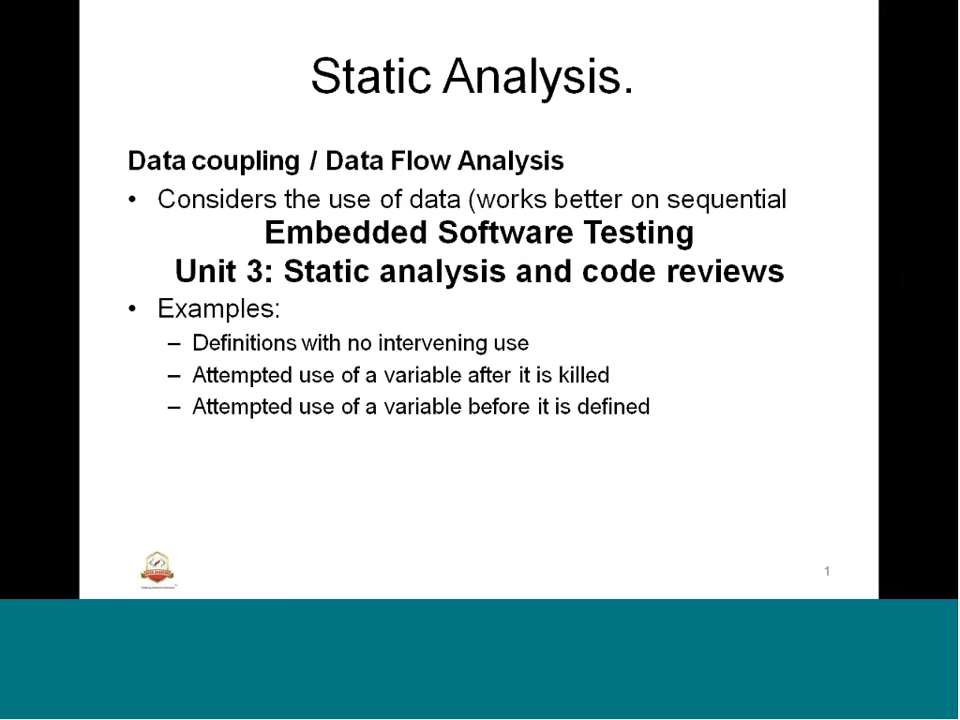 Static Analysis.
Data coupling / Data Flow Analysis
• Considers the use of data (works better on sequential
Embedded Software Testing
Unit 3: Static analysis and code reviews
• Examples:
– Definitions with no intervening use
– Attempted use of a variable after it is killed
– Attempted use of a variable before it is defined
1